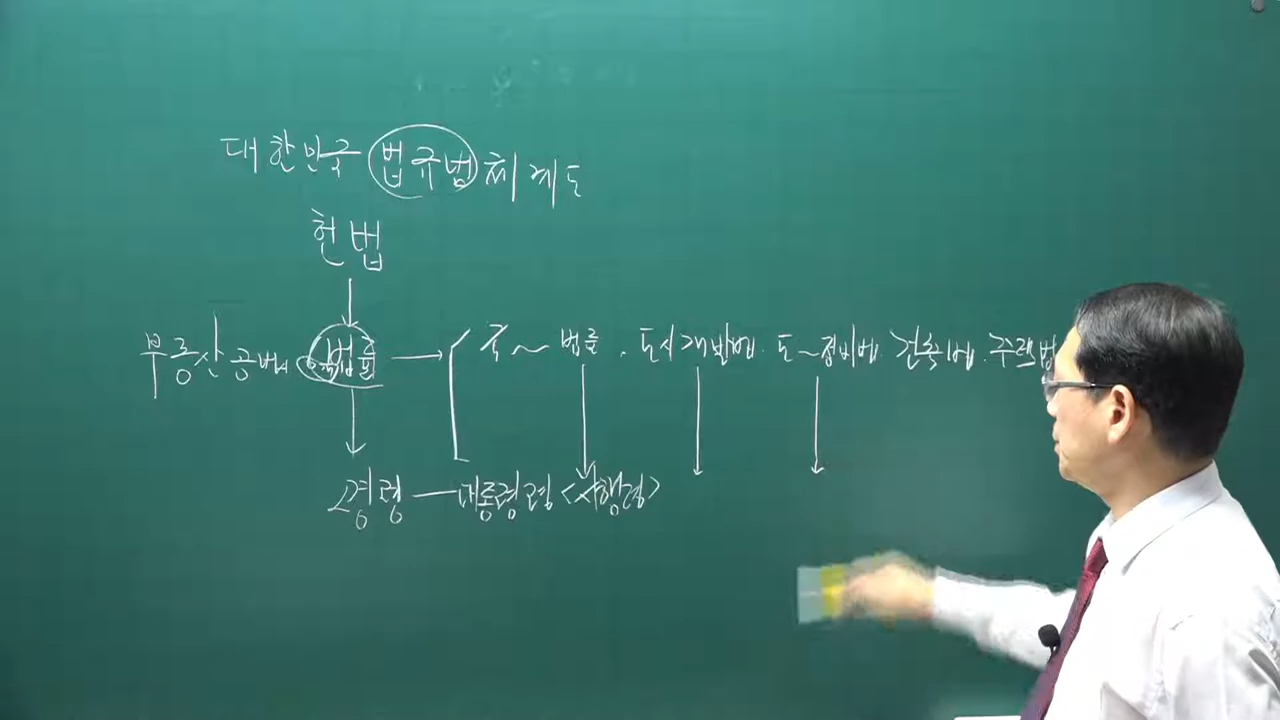 대한민국 법규범 체계도
헌법
부동산공법 법률 → 국~법률 · 도시개발법 · 도~정비법 건축법 · 주택법
명령 — 대통령령 <시행령>